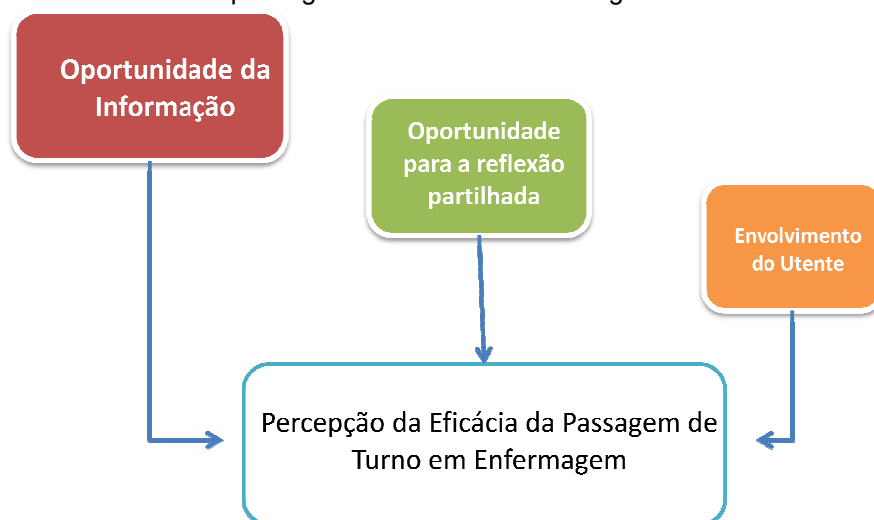 Oportunidade da
Informação
Oportunidade
para a reflexão
partilhada
Envolvimento
do Utente
Percepção da Eficácia da Passagem de
Turno em Enfermagem